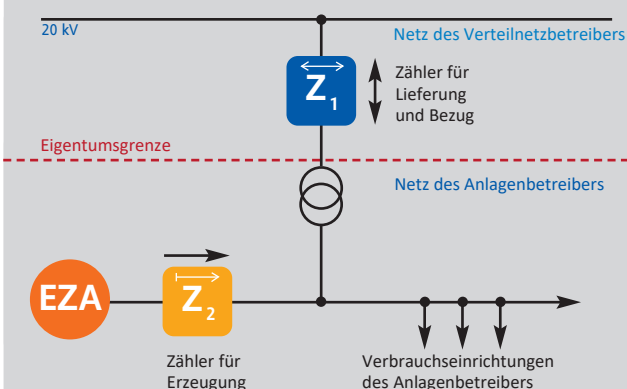 20 kV
Netz des Verteilnetzbetreibers
Z1
Zähler für
Lieferung
und Bezug
Eigentumsgrenze
Netz des Anlagenbetreibers
EZA
Z2
Zähler für
Erzeugung
Verbrauchseinrichtungen
des Anlagenbetreibers